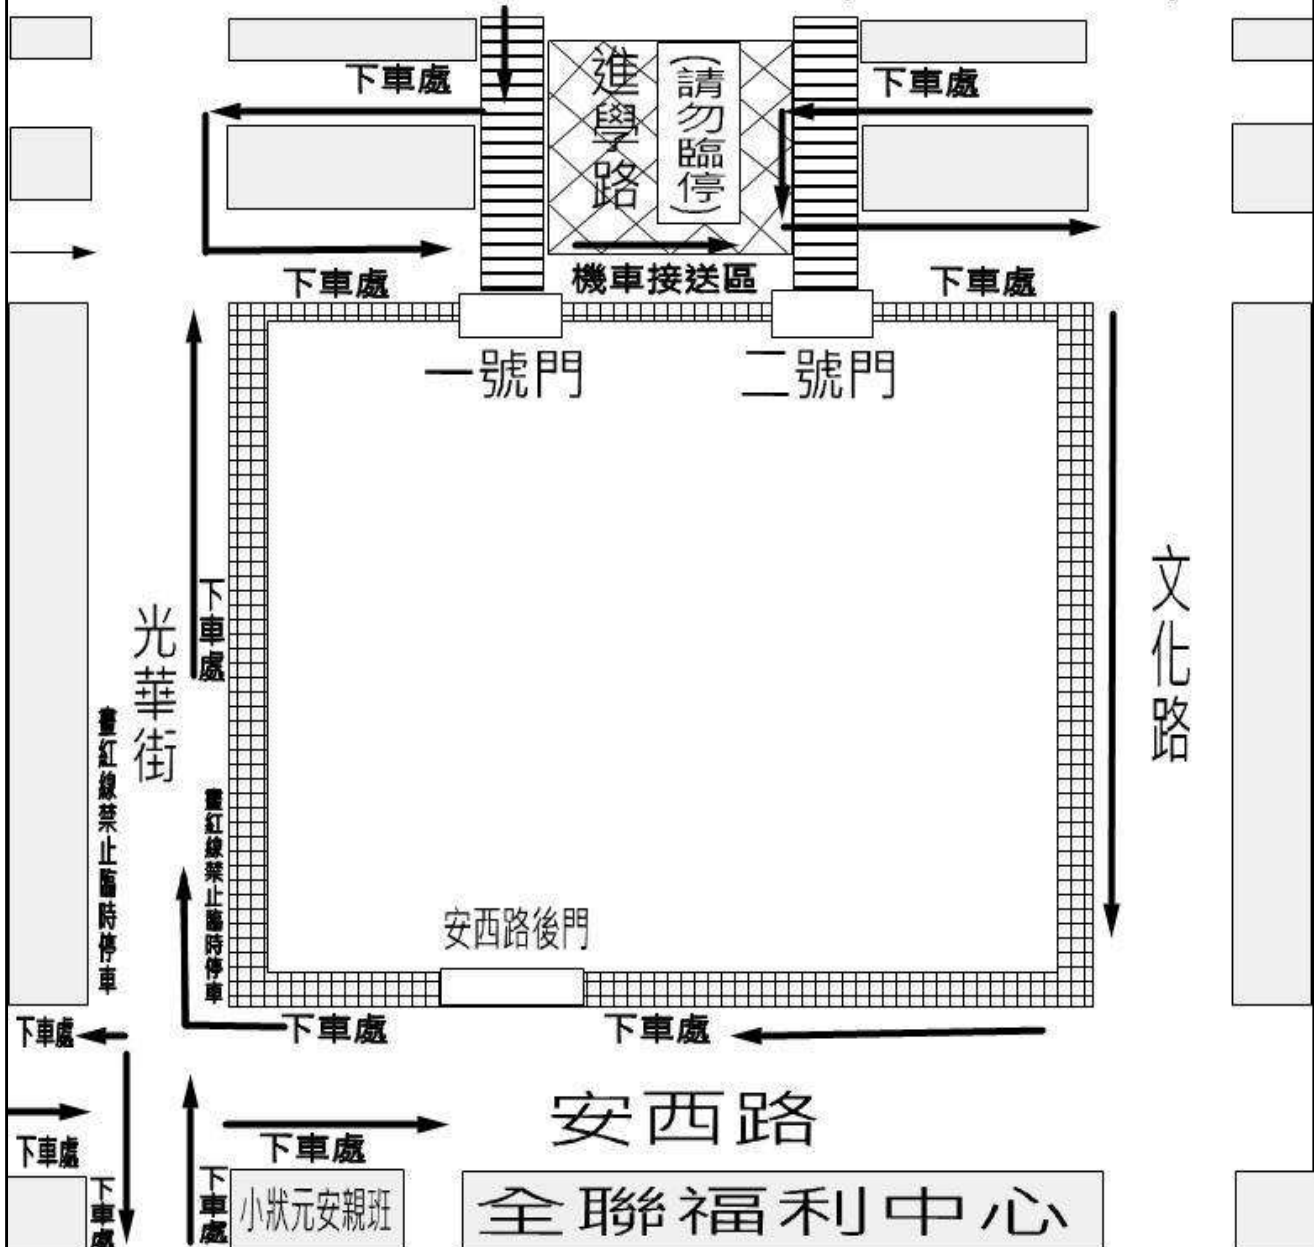 下車處
下車處
進學路
(請勿臨停)
下車處
機車接送區
下車處
一號門
二號門
下車處
光華街
文化路
畫紅線禁止臨時停車
畫紅線禁止臨時停車
安西路後門
下車處
下車處
下車處
安西路
下車處
下車處
下車處
下車處
小狀元安親班
全聯福利中心